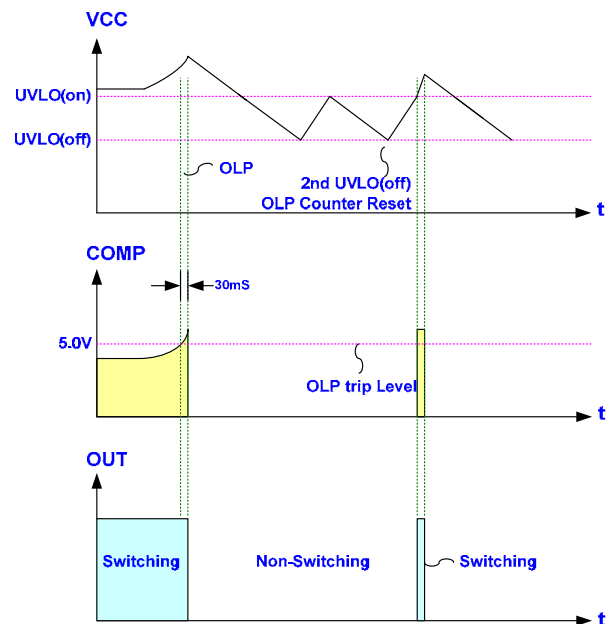 VCC
UVLO(on)
UVLO(off)
OLP
2nd UVLO(off)
OLP Counter Reset
t
COMP
30mS
5.0V
OLP trip Level
t
OUT
Switching
Non-Switching
Switching
t